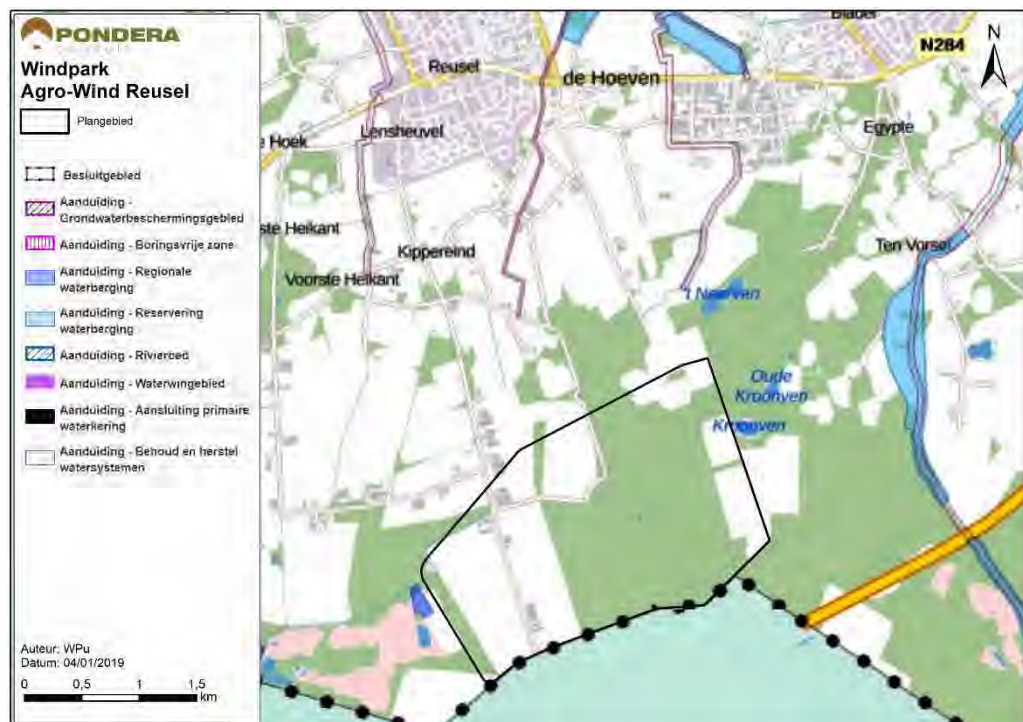 PONDERA
Windpark
Agro-Wind Reusel
Plangebied
Besluitgebied
Aanduiding -
Grondwaterbeschermingsgebied
Aanduiding - Boringsvrije zone
Aanduiding - Regionale
waterberging
Aanduiding - Reservering
waterberging
Aanduiding - Rivierbed
Aanduiding - Waterwingebied
Aanduiding - Aansluiting primaire
waterkering
Aanduiding - Behoud en herstel
watersystemen
Auteur: WPu
Datum: 04/01/2019
0 0,5 1 1,5
km
N
N284
Reusel
de Hoeven
Lensheuvel
Hoek
Egypte
ste Heikant
Kippereind
Ten Vorsel
Voorste Heikant
't Neerven
Oude
Kroonven
Kroonven